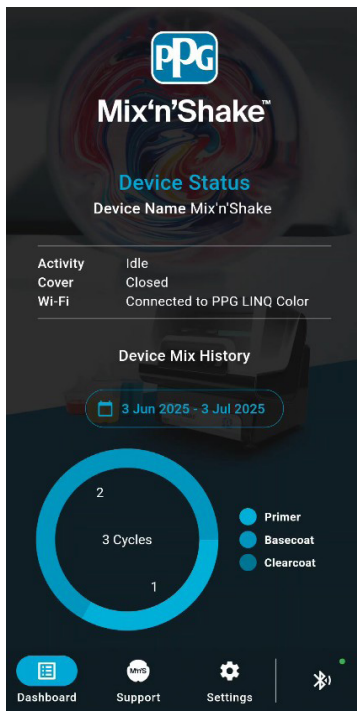 PPG
Mix'n'Shake™
Device Status
Device Name Mix'n'Shake
Activity Idle
Cover Closed
Wi-Fi Connected to PPG LINQ Color
Device Mix History
3 Jun 2025 - 3 Jul 2025
2
3 Cycles
1
Primer
Basecoat
Clearcoat
MnS
Dashboard
Support
Settings